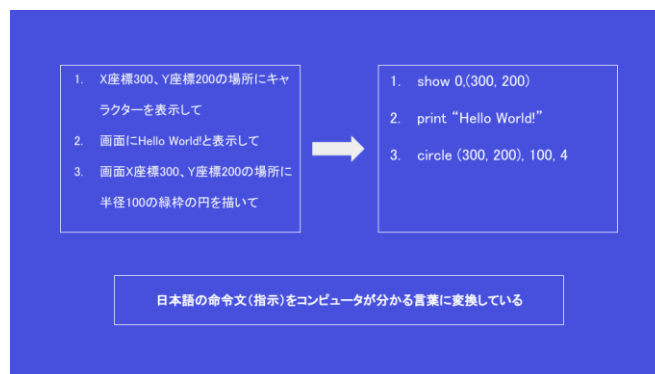 1. X座標300、Y座標200の場所にキャ
ラクターを表示して
2. 画面にHello World!と表示して
3. 画面X座標300、Y座標200の場所に
半径100の緑枠の円を描いて
1. show 0,(300, 200)
2. print “Hello World!”
3. circle (300, 200), 100, 4
日本語の命令文(指示)をコンピュータが分かる言葉に変換している